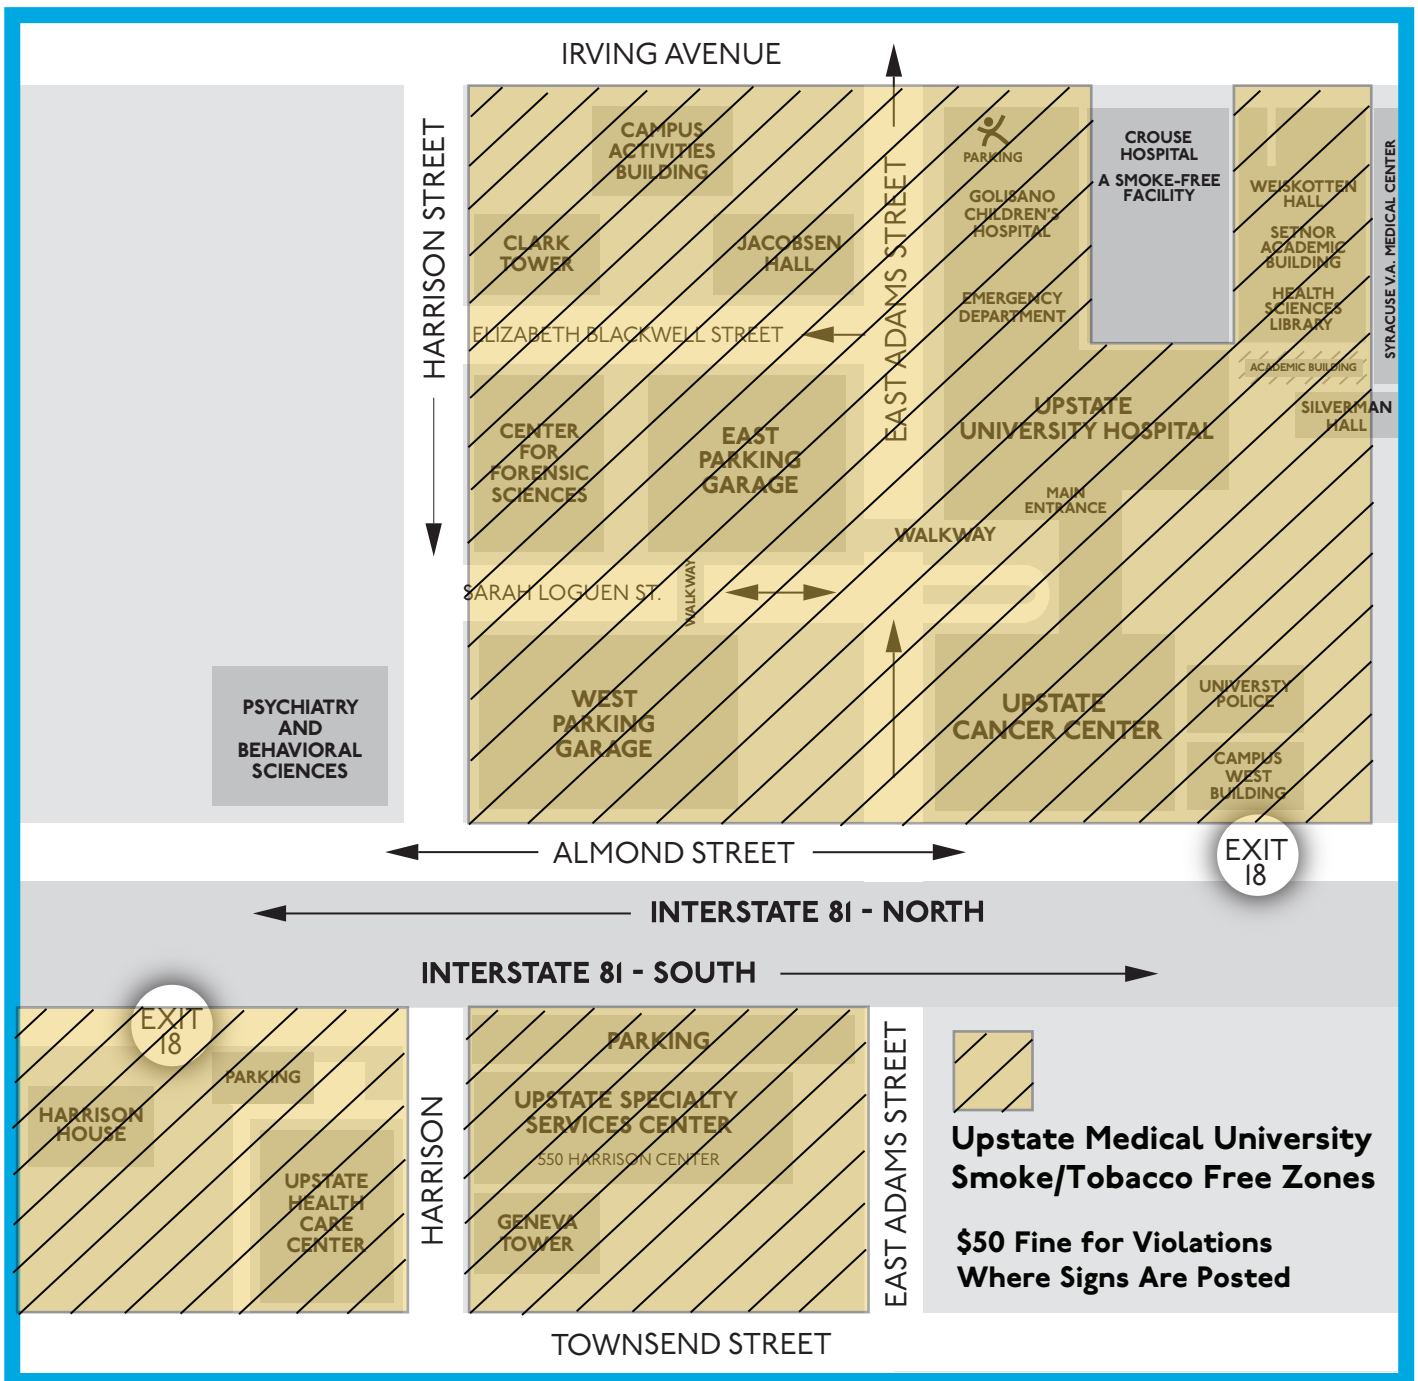 IRVING AVENUE
HARRISON STREET
CAMPUS
ACTIVITIES
BUILDING
CLARK
TOWER
JACOBSEN
HALL
ELIZABETH BLACKWELL STREET
EAST ADAMS STREET
PARKING
GOLISANO
CHILDREN'S
HOSPITAL
EMERGENCY
DEPARTMENT
CROUSE
HOSPITAL
A SMOKE-FREE
FACILITY
WEISKOTTEN
HALL
SETNOR
ACADEMIC
BUILDING
HEALTH
SCIENCES
LIBRARY
ACADEMIC BUILDING
SYRACUSE V.A. MEDICAL CENTER
SILVERMAN
HALL
CENTER
FOR
FORENSIC
SCIENCES
EAST
PARKING
GARAGE
UPSTATE
UNIVERSITY HOSPITAL
MAIN
ENTRANCE
WALKWAY
SARAH LOGUEN ST.
WALKWAY
PSYCHIATRY
AND
BEHAVIORAL
SCIENCES
WEST
PARKING
GARAGE
UPSTATE
CANCER CENTER
UNIVERSTY
POLICE
CAMPUS
WEST
BUILDING
ALMOND STREET
EXIT
18
INTERSTATE 81 - NORTH
INTERSTATE 81 - SOUTH
EXIT
18
PARKING
HARRISON
HOUSE
UPSTATE
HEALTH
CARE
CENTER
HARRISON
PARKING
UPSTATE SPECIALTY
SERVICES CENTER
550 HARRISON CENTER
GENEVA
TOWER
EAST ADAMS STREET
Upstate Medical University
Smoke/Tobacco Free Zones
$50 Fine for Violations
Where Signs Are Posted
TOWNSEND STREET